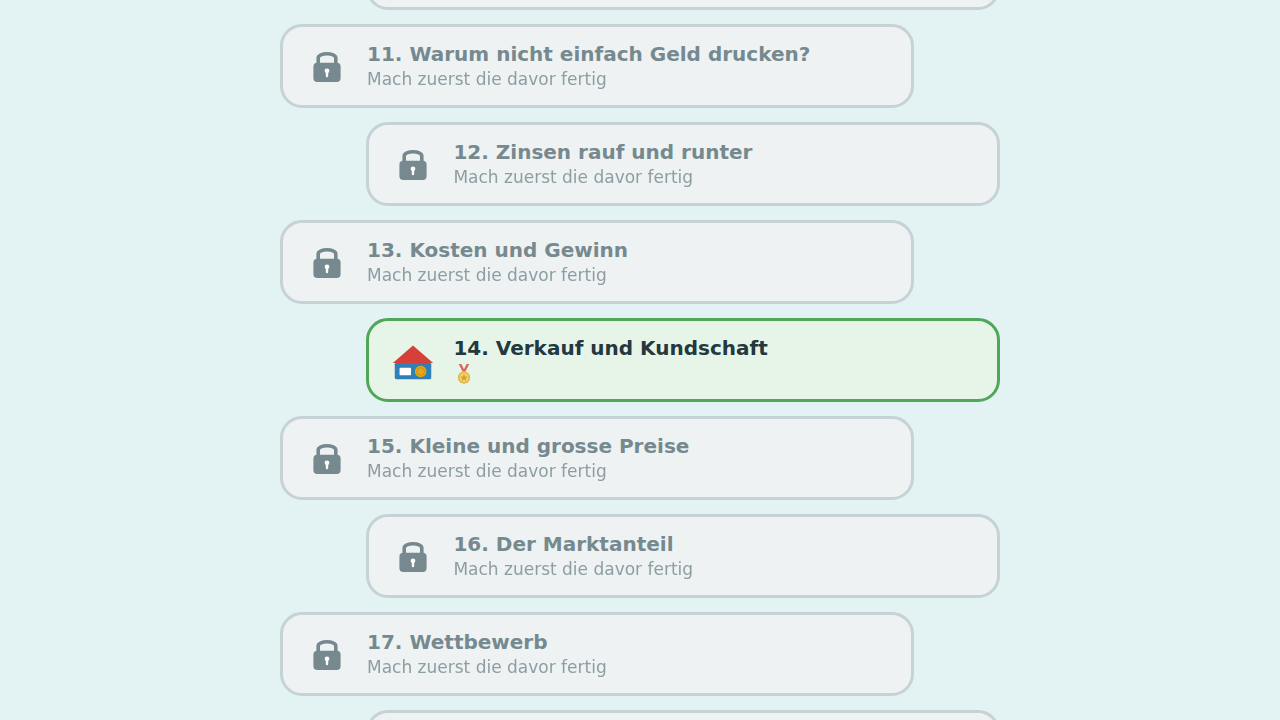 11. Warum nicht einfach Geld drucken?
Mach zuerst die davor fertig
12. Zinsen rauf und runter
Mach zuerst die davor fertig
13. Kosten und Gewinn
Mach zuerst die davor fertig
14. Verkauf und Kundschaft
15. Kleine und grosse Preise
Mach zuerst die davor fertig
16. Der Marktanteil
Mach zuerst die davor fertig
17. Wettbewerb
Mach zuerst die davor fertig